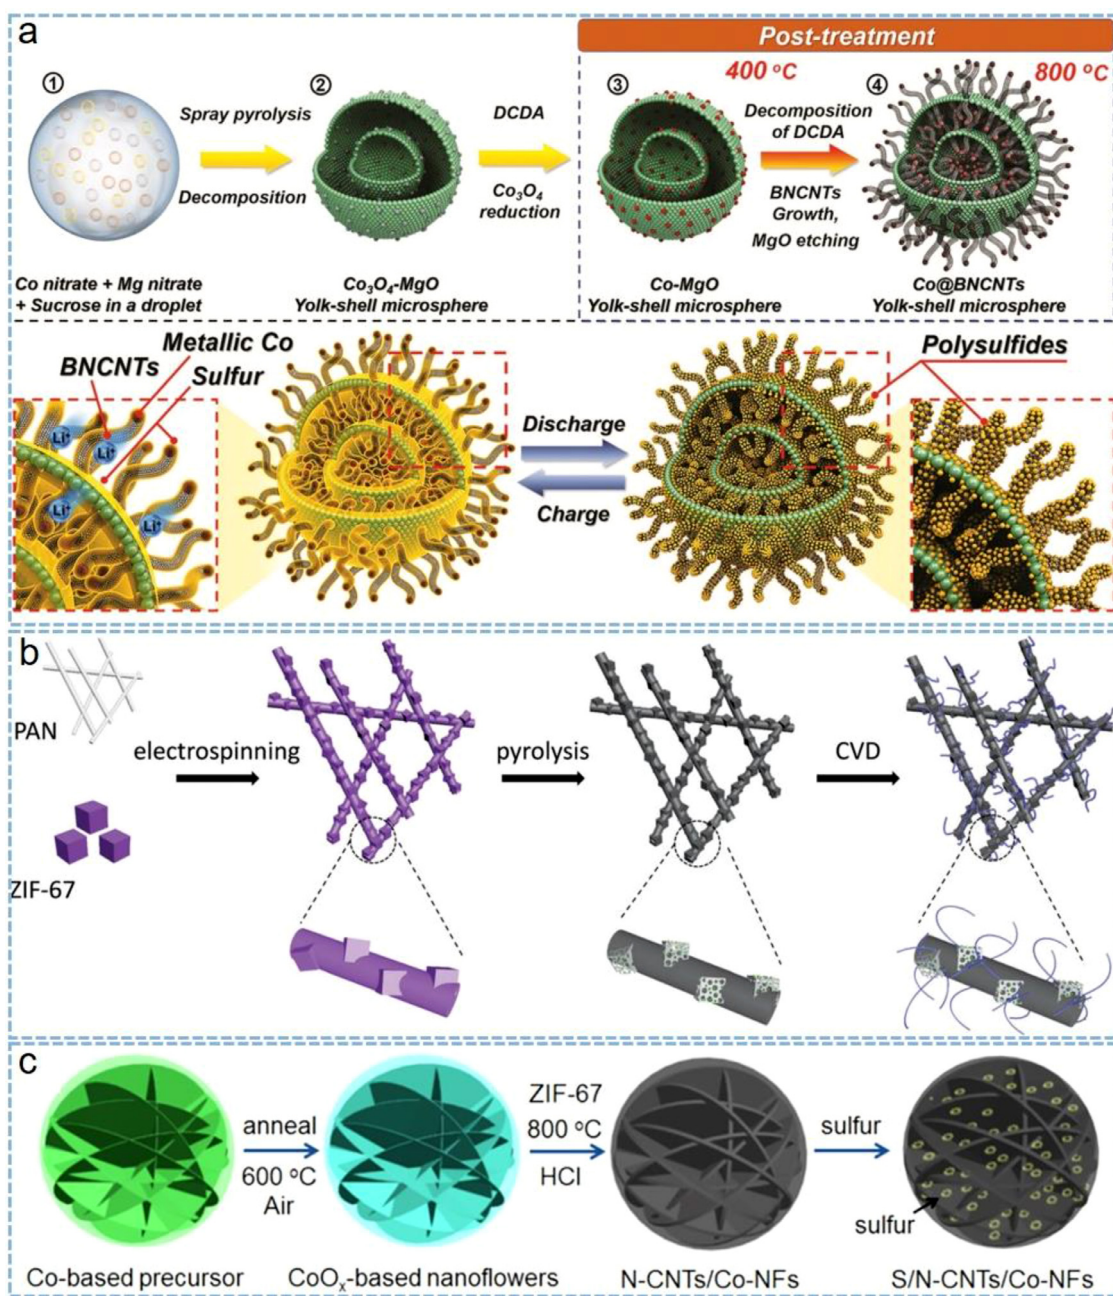 a
Post-treatment
① ② ③ 400 °C ④ 800 °C
Spray pyrolysis
Decomposition
DCDA
Co₃O₄
reduction
Decomposition
of DCDA
BNCNTs
Growth,
MgO etching
Co nitrate + Mg nitrate
+ Sucrose in a droplet
Co₃O₄-MgO
Yolk-shell microsphere
Co-MgO
Yolk-shell microsphere
Co@BNCNTs
Yolk-shell microsphere
Metallic Co
BNCNTs
Sulfur
Li⁺
Li⁺
Li⁺
Li⁺
Discharge
Charge
Polysulfides
b
PAN
ZIF-67
electrospinning
pyrolysis
CVD
c
anneal
600 °C
Air
ZIF-67
800 °C
HCl
sulfur
sulfur
Co-based precursor
CoOₓ-based nanoflowers
N-CNTs/Co-NFs
S/N-CNTs/Co-NFs